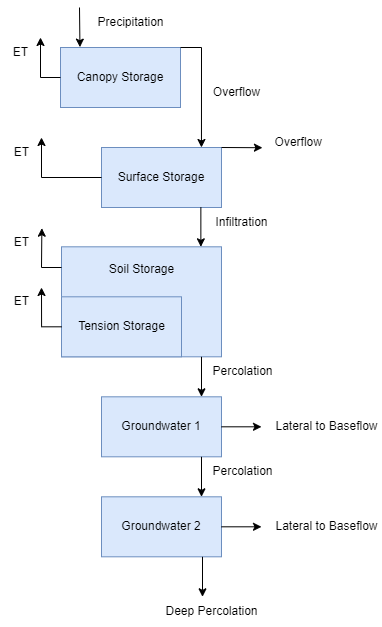 Precipitation
ET
Canopy Storage
Overflow
Overflow
ET
Surface Storage
Infiltration
ET
Soil Storage
ET
Tension Storage
Percolation
Groundwater 1
Lateral to Baseflow
Percolation
Groundwater 2
Lateral to Baseflow
Deep Percolation